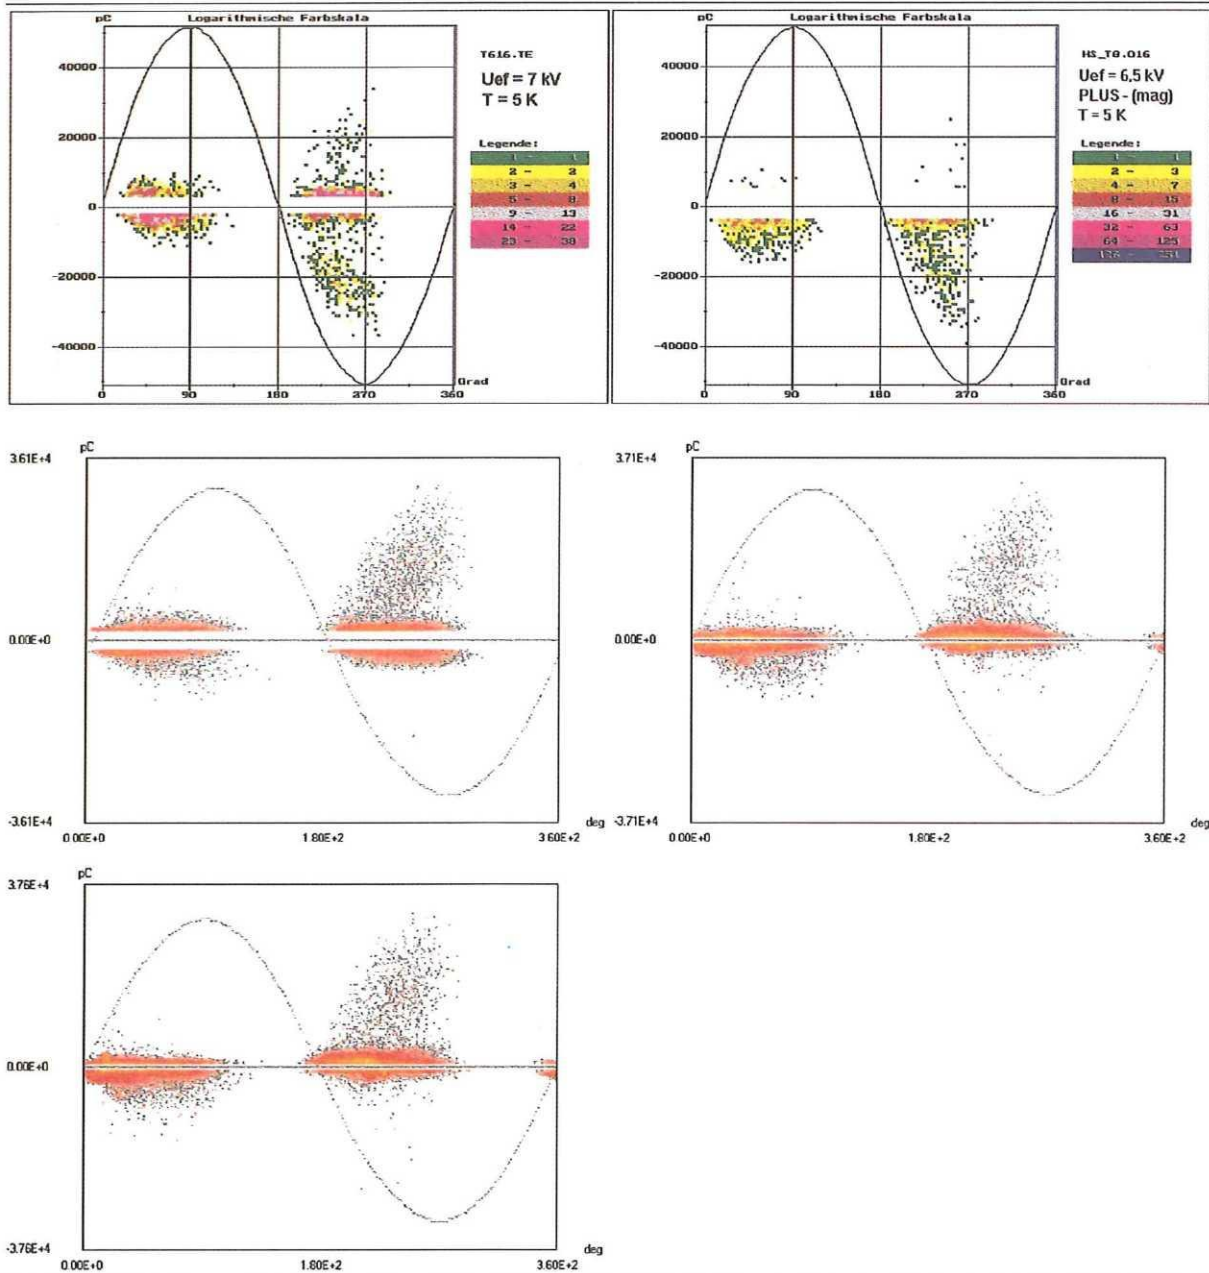 pC Logarithmische Farbskala
40000
20000
0
-20000
-40000
0 90 180 270 360
Grad
T616.TE
Uef = 7 kV
T = 5 K
Legende:
1 - 1
2 - 2
3 - 4
5 - 8
9 - 13
14 - 22
23 - 38
pC Logarithmische Farbskala
40000
20000
0
-20000
-40000
0 90 180 270 360
Grad
HS_T0.016
Uef = 6,5 kV
PLUS - (mag)
T = 5 K
Legende:
1 - 1
2 - 3
4 - 7
8 - 15
16 - 31
32 - 63
64 - 125
pC
3.61E+4
0.00E+0
-3.61E+4
0.00E+0 1.80E+2 3.60E+2
deg
pC
3.71E+4
0.00E+0
-3.71E+4
0.00E+0 1.80E+2 3.60E+2
deg
pC
3.76E+4
0.00E+0
-3.76E+4
0.00E+0 1.80E+2 3.60E+2
deg